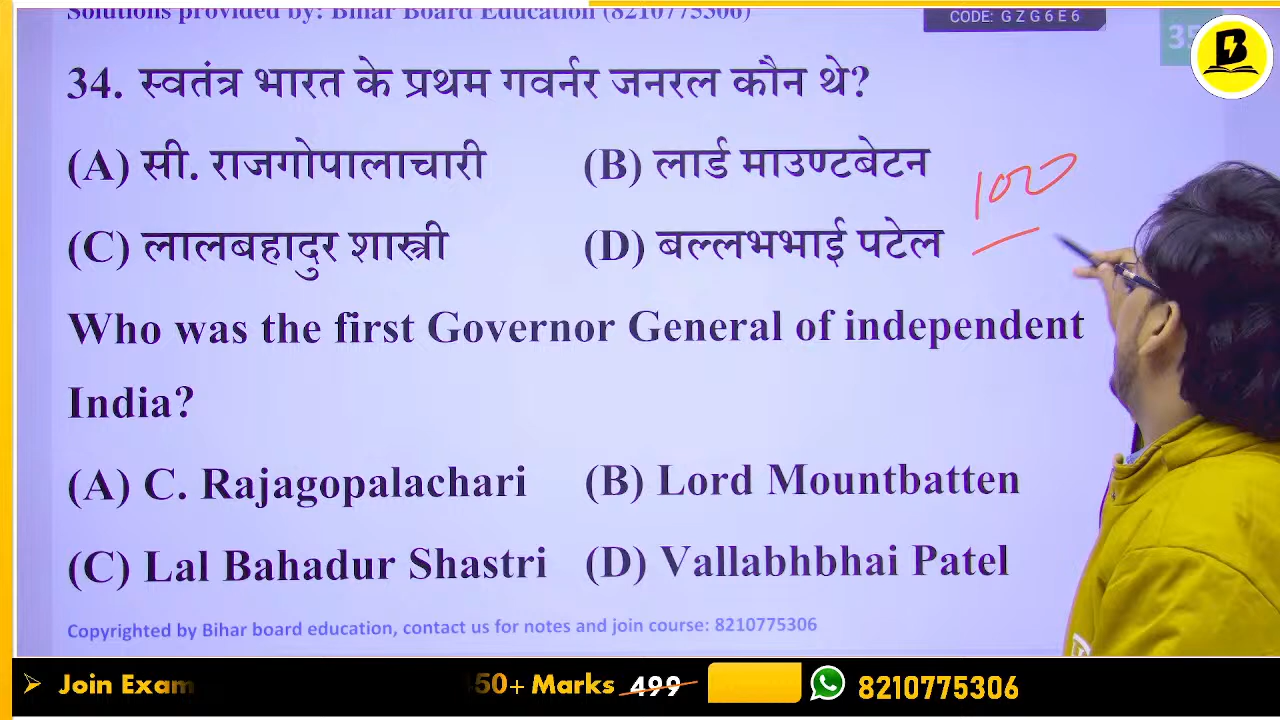 Solutions provided by: Bihar Board Education (8210775306)
CODE: GZG6E6
35
B
34. स्वतंत्र भारत के प्रथम गवर्नर जनरल कौन थे?
(A) सी. राजगोपालाचारी (B) लार्ड माउण्टबेटन
100
(C) लालबहादुर शास्त्री (D) बल्लभभाई पटेल
Who was the first Governor General of independent
India?
(A) C. Rajagopalachari (B) Lord Mountbatten
(C) Lal Bahadur Shastri (D) Vallabhbhai Patel
Copyrighted by Bihar board education, contact us for notes and join course: 8210775306
Join Exam 50+ Marks 499 8210775306